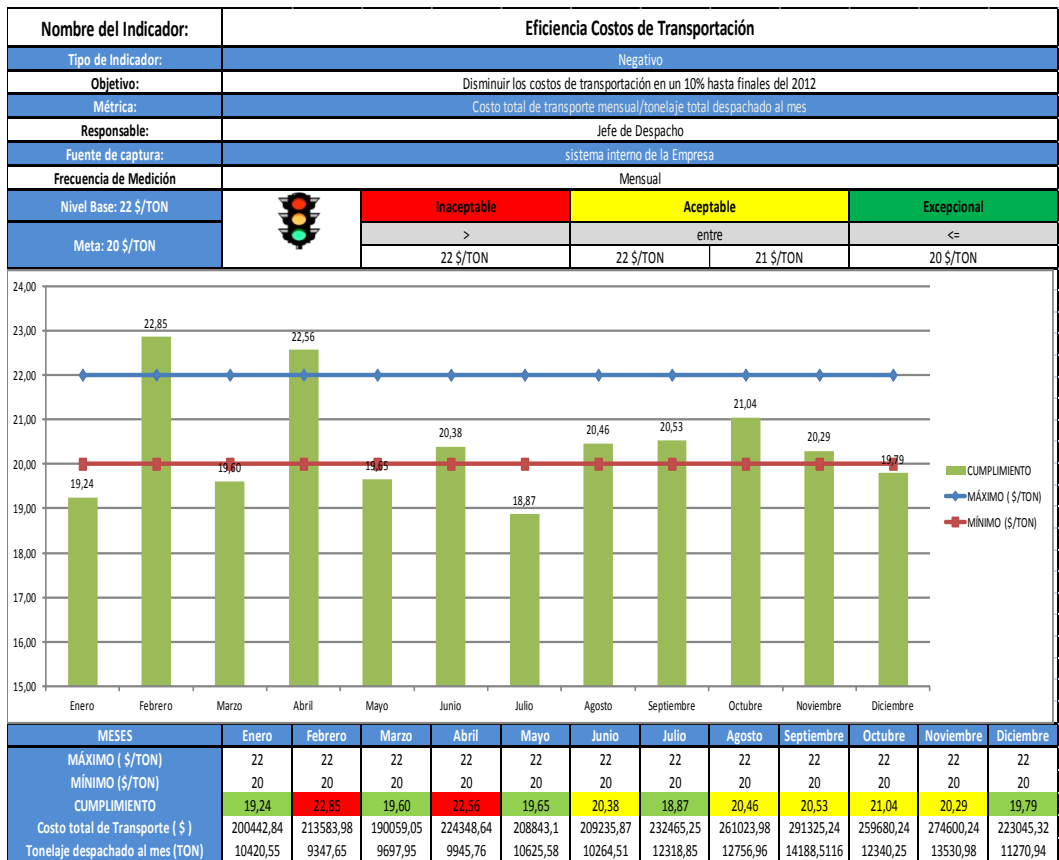 Nombre del Indicador: Eficiencia Costos de Transportación
Tipo de Indicador: Negativo
Objetivo: Disminuir los costos de transportación en un 10% hasta finales del 2012
Métrica: Costo total de transporte mensual/tonelaje total despachado al mes
Responsable: Jefe de Despacho
Fuente de captura: sistema interno de la Empresa
Frecuencia de Medición Mensual
Nivel Base: 22 $/TON Inaceptable Aceptable Excepcional
Meta: 20 $/TON > entre <=
22 $/TON 22 $/TON 21 $/TON 20 $/TON
24,00
23,00
22,00
21,00
20,00
19,00
18,00
17,00
16,00
15,00
19,24 22,85 19,60 22,56 19,65 20,38 18,87 20,46 20,53 21,04 20,29 19,79
Enero Febrero Marzo Abril Mayo Junio Julio Agosto Septiembre Octubre Noviembre Diciembre
CUMPLIMIENTO
MÁXIMO ( $/TON)
MÍNIMO ($/TON)
MESES Enero Febrero Marzo Abril Mayo Junio Julio Agosto Septiembre Octubre Noviembre Diciembre
MÁXIMO ( $/TON) 22 22 22 22 22 22 22 22 22 22 22 22
MÍNIMO ($/TON) 20 20 20 20 20 20 20 20 20 20 20 20
CUMPLIMIENTO 19,24 22,85 19,60 22,56 19,65 20,38 18,87 20,46 20,53 21,04 20,29 19,79
Costo total de Transporte ( $ ) 200442,84 213583,98 190059,05 224348,64 208843,1 209235,87 232465,25 261023,98 291325,24 259680,24 274600,24 223045,32
Tonelaje despachado al mes (TON) 10420,55 9347,65 9697,95 9945,76 10625,58 10264,51 12318,85 12756,96 14188,5116 12340,25 13530,98 11270,94